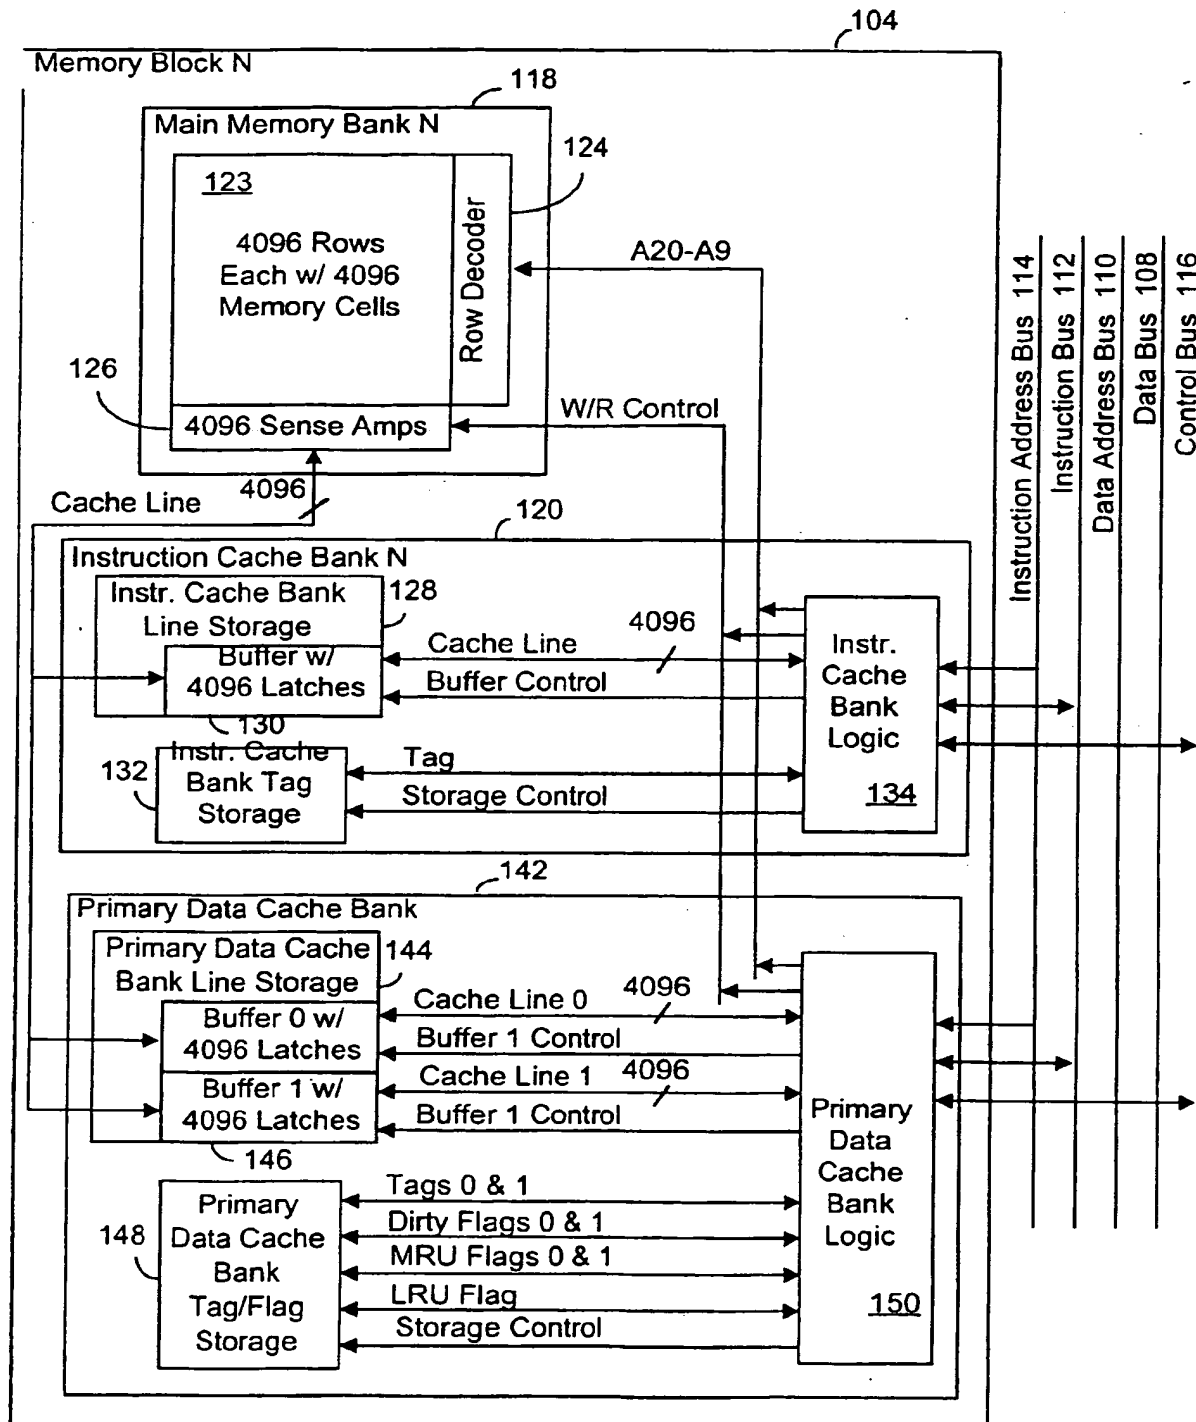 104
Memory Block N
118
Main Memory Bank N
124
123
4096 Rows
Each w/ 4096
Memory Cells
Row Decoder
A20-A9
126
4096 Sense Amps
W/R Control
4096
Cache Line
Instruction Address Bus 114
Instruction Bus 112
Data Address Bus 110
Data Bus 108
Control Bus 116
120
Instruction Cache Bank N
Instr. Cache Bank
Line Storage
128
Buffer w/
4096 Latches
130
Cache Line
4096
Buffer Control
Instr.
Cache
Bank
Logic
134
132
Instr. Cache
Bank Tag
Storage
Tag
Storage Control
142
Primary Data Cache Bank
Primary Data Cache
Bank Line Storage
144
Buffer 0 w/
4096 Latches
Buffer 1 w/
4096 Latches
146
Cache Line 0
4096
Buffer 1 Control
Cache Line 1
4096
Buffer 1 Control
Primary
Data
Cache
Bank
Logic
150
148
Primary
Data Cache
Bank
Tag/Flag
Storage
Tags 0 & 1
Dirty Flags 0 & 1
MRU Flags 0 & 1
LRU Flag
Storage Control